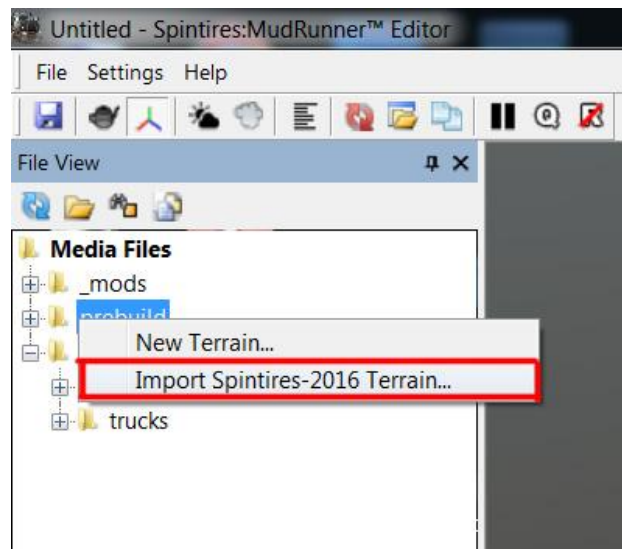 Untitled - Spintires:MudRunner™ Editor
File Settings Help
File View
Media Files
_mods
prebuild
New Terrain...
Import Spintires-2016 Terrain...
trucks